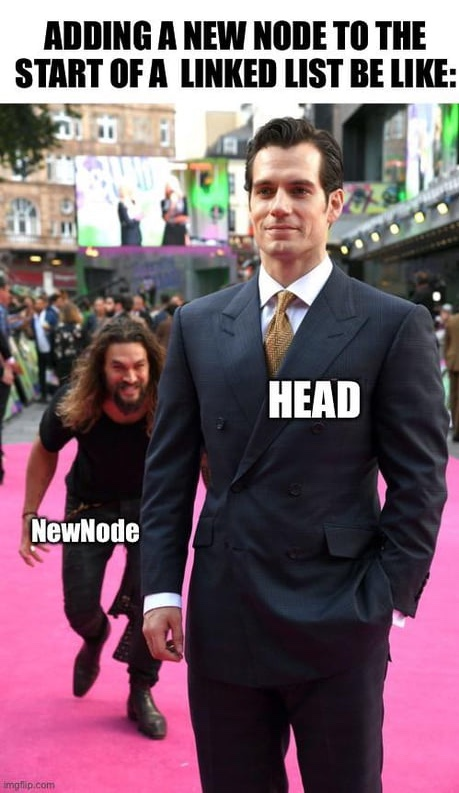 ADDING A NEW NODE TO THE
START OF A LINKED LIST BE LIKE:
HEAD
NewNode
imgflip.com